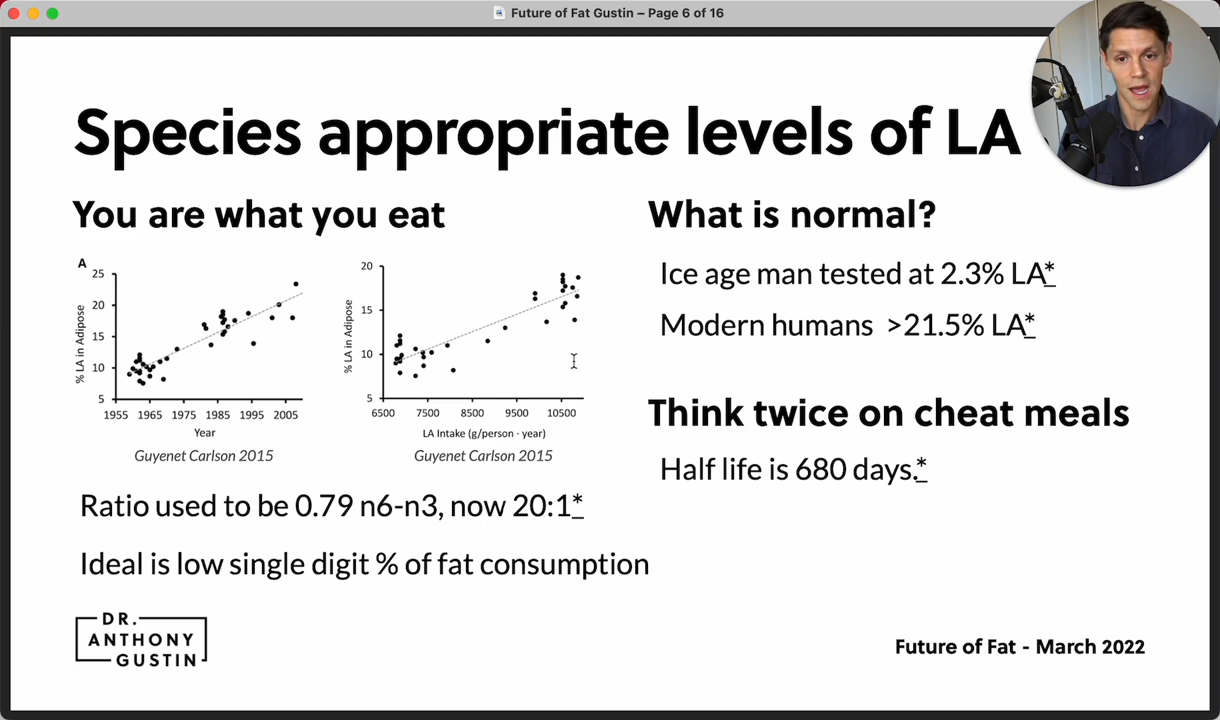 Future of Fat Gustin – Page 6 of 16
Species appropriate levels of LA
You are what you eat
A
% LA in Adipose
25
20
15
10
5
1955 1965 1975 1985 1995 2005
Year
Guyenet Carlson 2015
% LA in Adipose
20
15
10
5
6500 7500 8500 9500 10500
LA Intake (g/person · year)
Guyenet Carlson 2015
Ratio used to be 0.79 n6-n3, now 20:1*
Ideal is low single digit % of fat consumption
What is normal?
Ice age man tested at 2.3% LA*
Modern humans >21.5% LA*
Think twice on cheat meals
Half life is 680 days.*
DR.
ANTHONY
GUSTIN
Future of Fat - March 2022